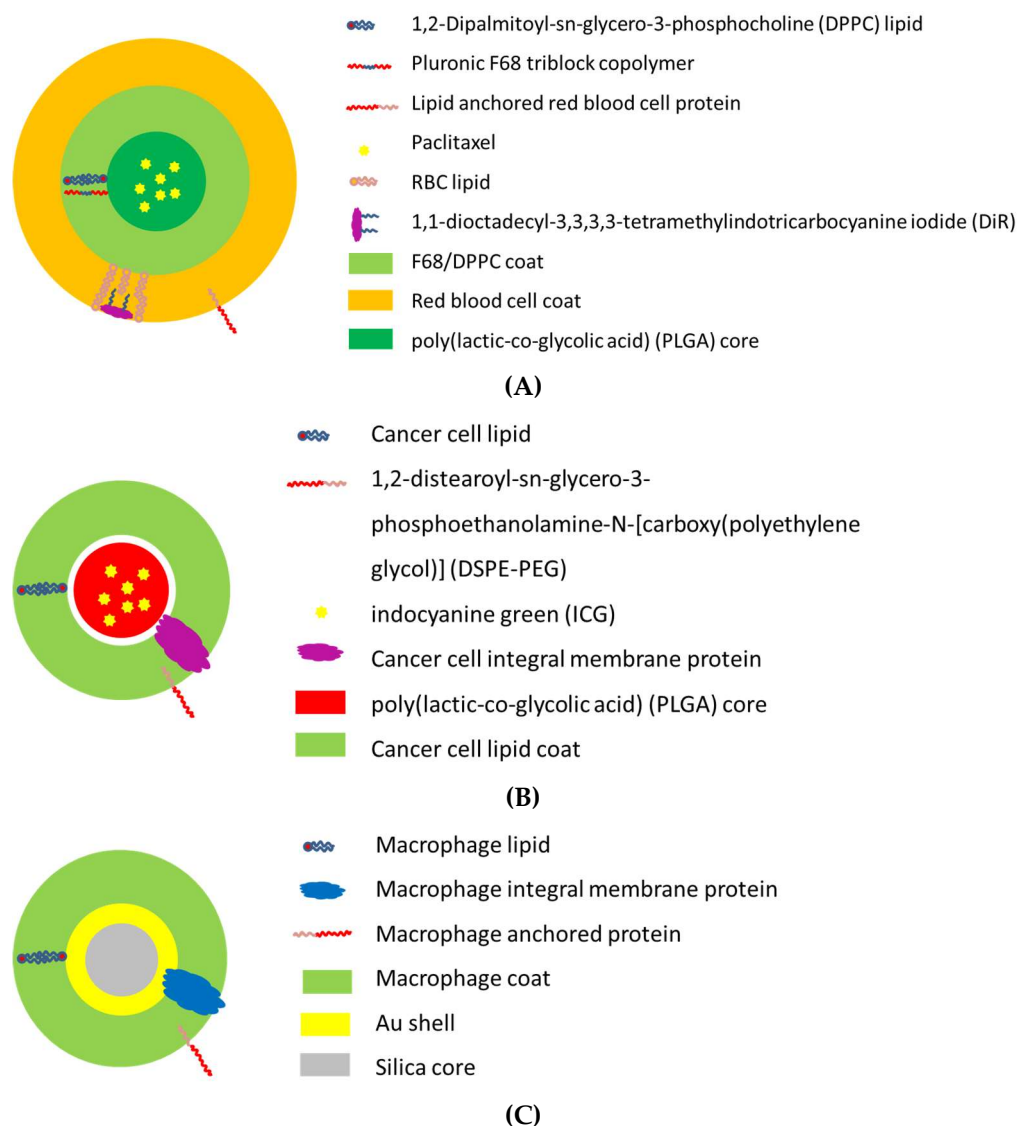 1,2-Dipalmitoyl-sn-glycero-3-phosphocholine (DPPC) lipid
Pluronic F68 triblock copolymer
Lipid anchored red blood cell protein
Paclitaxel
RBC lipid
1,1-dioctadecyl-3,3,3,3-tetramethylindotricarbocyanine iodide (DiR)
F68/DPPC coat
Red blood cell coat
poly(lactic-co-glycolic acid) (PLGA) core
(A)
Cancer cell lipid
1,2-distearoyl-sn-glycero-3-
phosphoethanolamine-N-[carboxy(polyethylene
glycol)] (DSPE-PEG)
indocyanine green (ICG)
Cancer cell integral membrane protein
poly(lactic-co-glycolic acid) (PLGA) core
Cancer cell lipid coat
(B)
Macrophage lipid
Macrophage integral membrane protein
Macrophage anchored protein
Macrophage coat
Au shell
Silica core
(C)